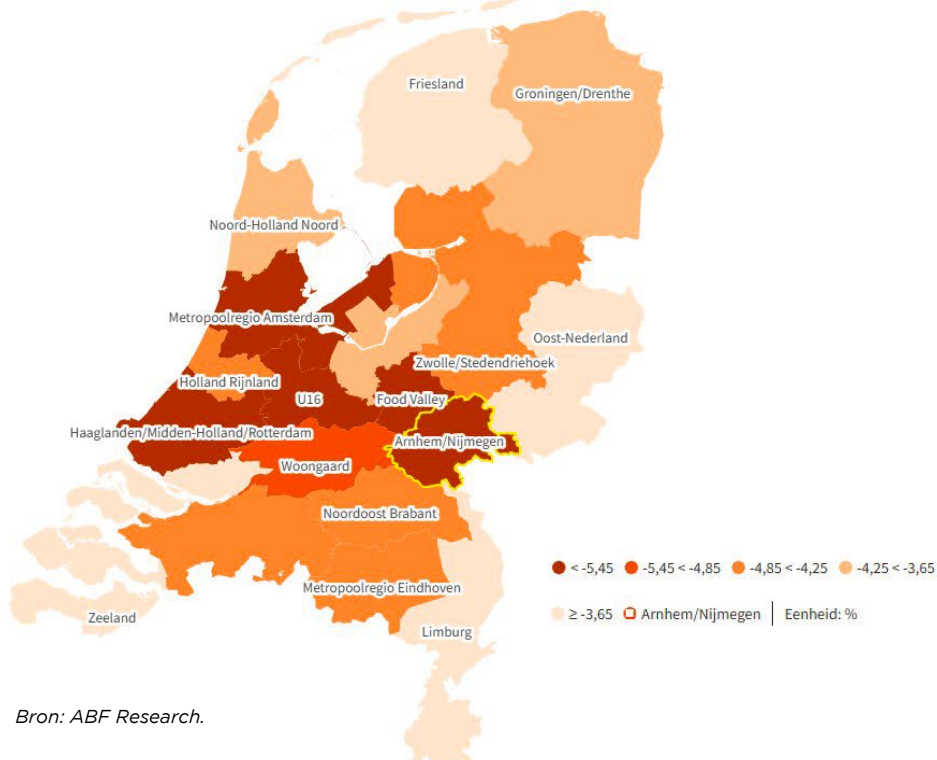 Friesland
Groningen/Drenthe
Noord-Holland Noord
Metropoolregio Amsterdam
Oost-Nederland
Zwolle/Stedendriehoek
Holland Rijnland
U16
Food Valley
Haaglanden/Midden-Holland/Rotterdam
Arnhem/Nijmegen
Woongaard
Noordoost Brabant
Metropoolregio Eindhoven
Zeeland
Limburg
< -5,45 -5,45 < -4,85 -4,85 < -4,25 -4,25 < -3,65
≥ -3,65 Arnhem/Nijmegen | Eenheid: %
Bron: ABF Research.